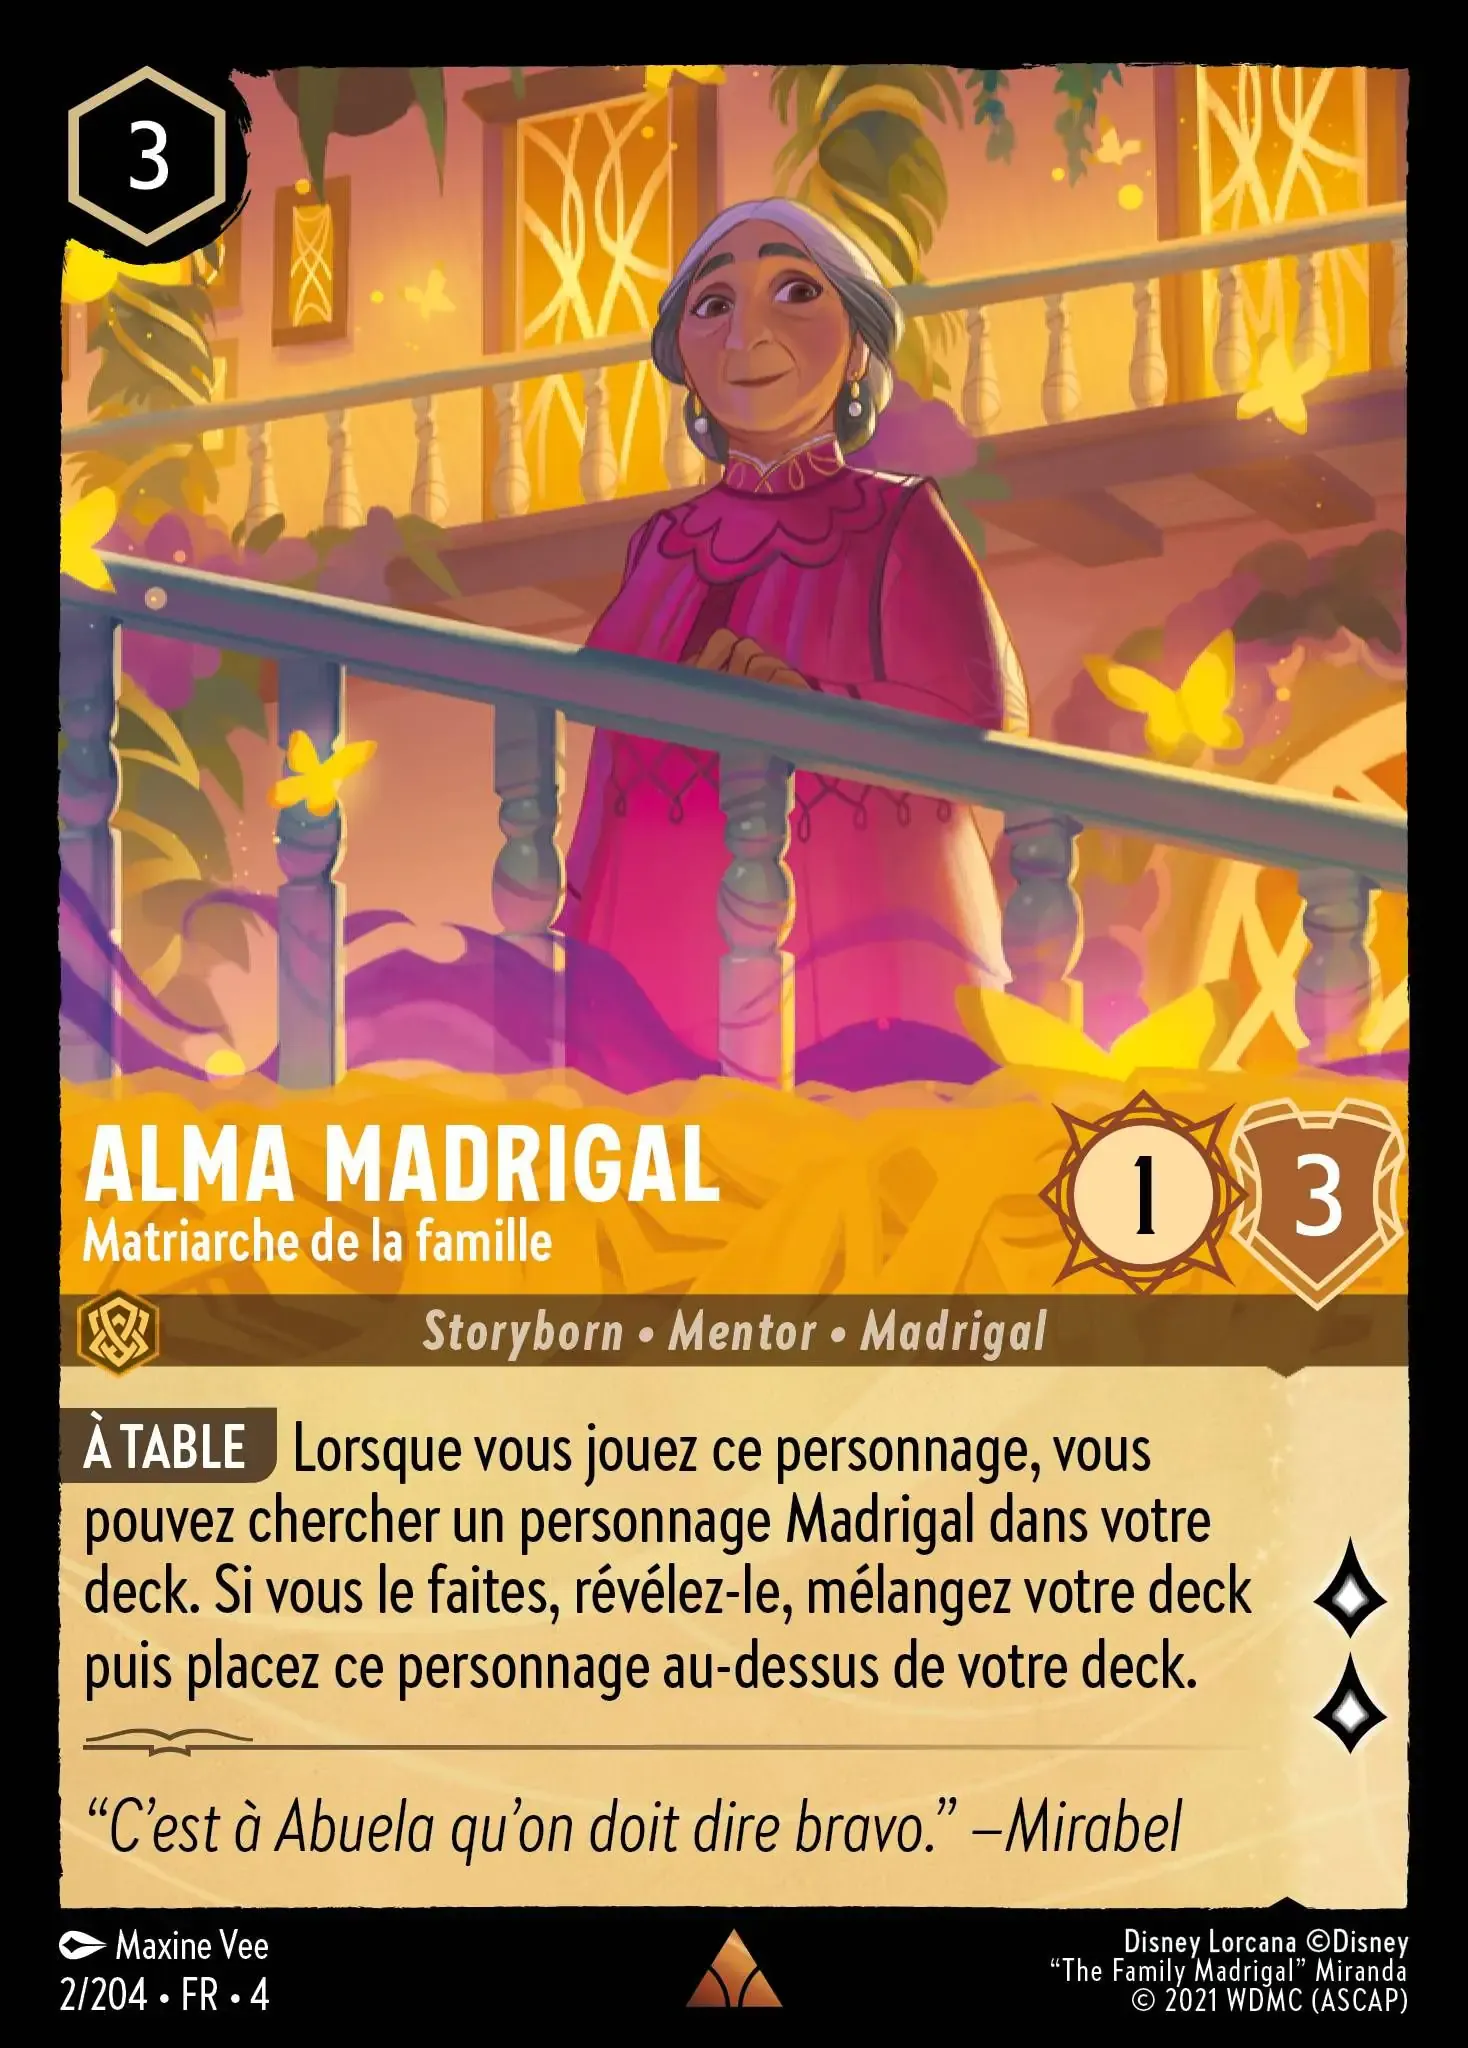 3
ALMA MADRIGAL
Matriarche de la famille
1
3
Storyborn • Mentor • Madrigal
À TABLE Lorsque vous jouez ce personnage, vous
pouvez chercher un personnage Madrigal dans votre
deck. Si vous le faites, révélez-le, mélangez votre deck
puis placez ce personnage au-dessus de votre deck.
“C’est à Abuela qu’on doit dire bravo.” –Mirabel
Maxine Vee
2/204 • FR • 4
Disney Lorcana ©Disney
“The Family Madrigal” Miranda
© 2021 WDMC (ASCAP)